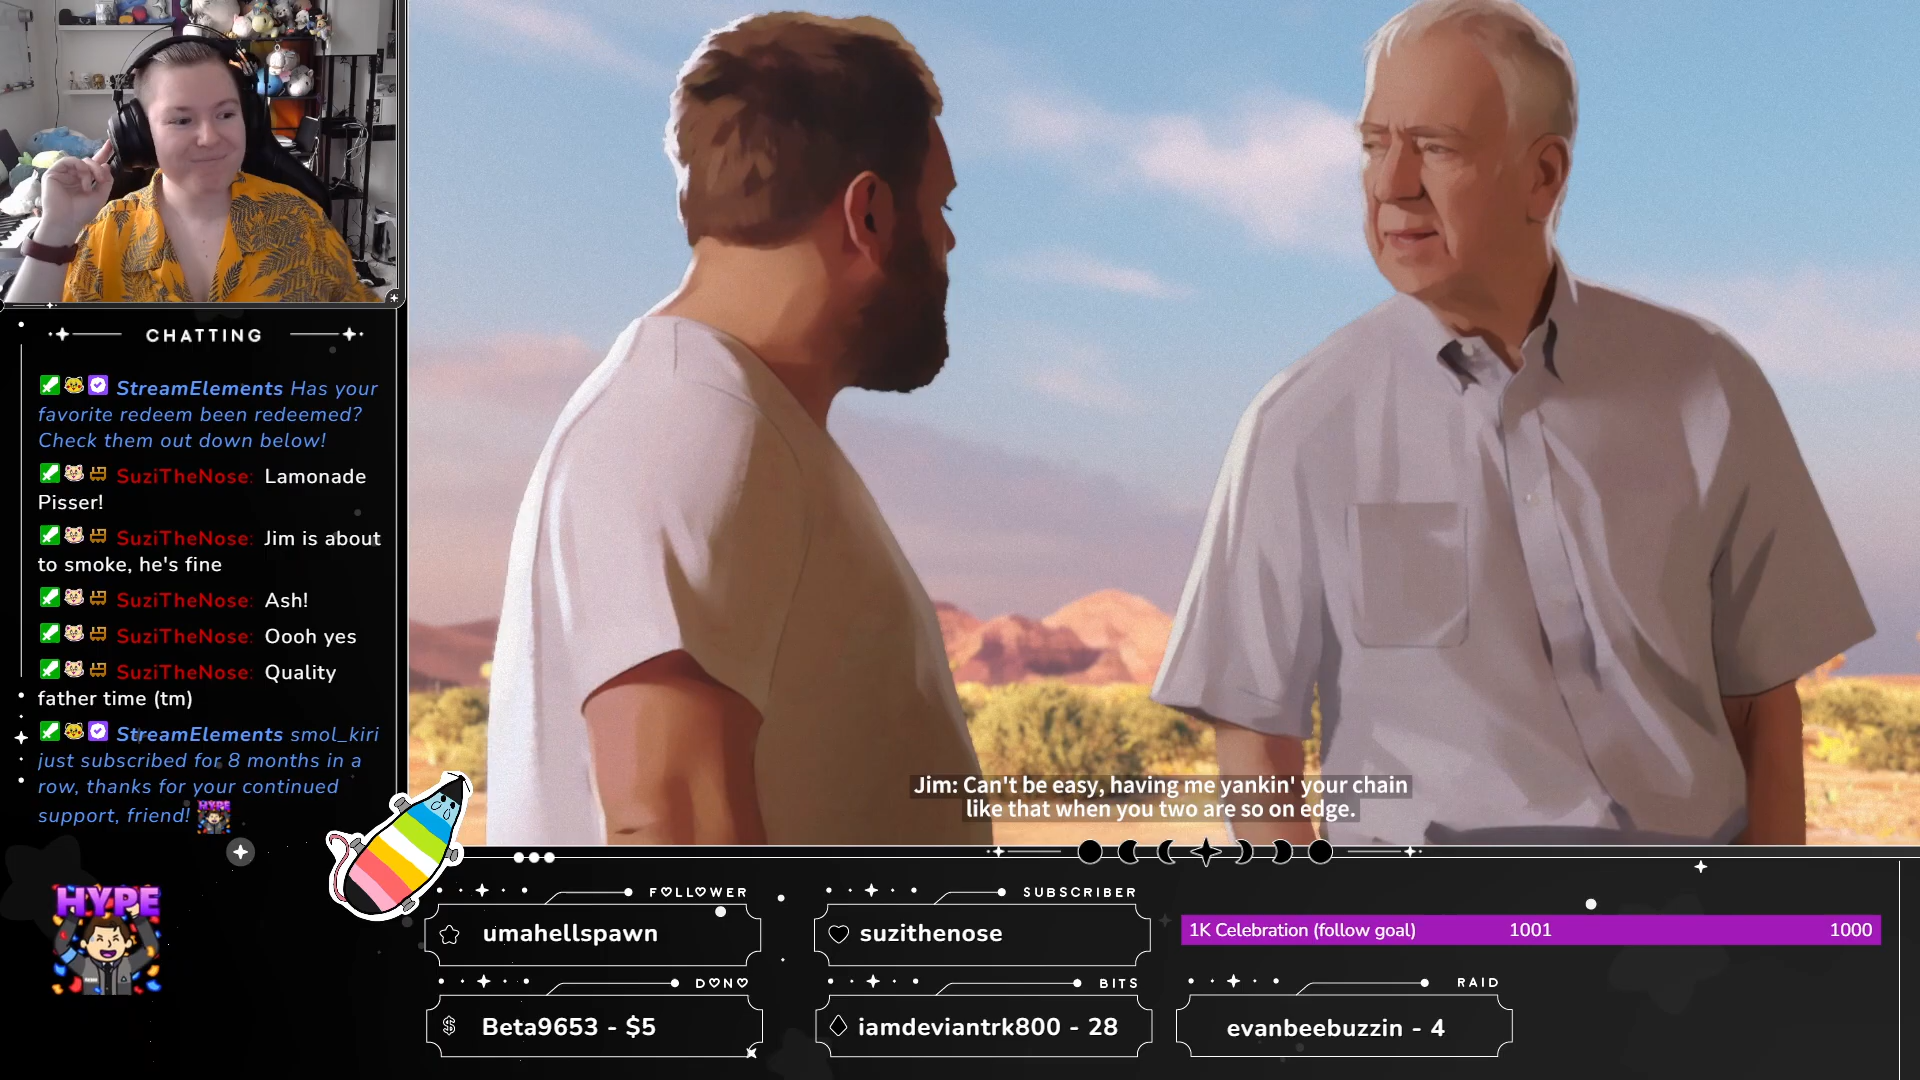 CHATTING
StreamElements Has your
favorite redeem been redeemed?
Check them out down below!
SuziTheNose: Lamonade
Pisser!
SuziTheNose: Jim is about
to smoke, he's fine
SuziTheNose: Ash!
SuziTheNose: Oooh yes
SuziTheNose: Quality
father time (tm)
StreamElements smol_kiri
just subscribed for 8 months in a
row, thanks for your continued
support, friend! HYPE
HYPE
Jim: Can't be easy, having me yankin' your chain
like that when you two are so on edge.
FOLLOWER
umahellspawn
SUBSCRIBER
suzithenose
1K Celebration (follow goal) 1001 1000
DONO
Beta9653 - $5
BITS
iamdeviantrk800 - 28
RAID
evanbeebuzzin - 4